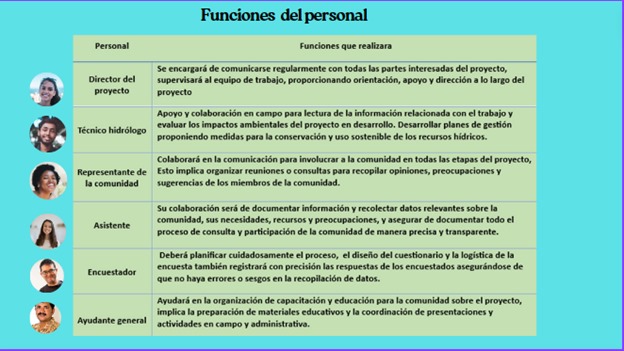 Funciones del personal
Personal
Funciones que realizara
Director del
proyecto
Se encargará de comunicarse regularmente con todas las partes interesadas del proyecto,
supervisará al equipo de trabajo, proporcionando orientación, apoyo y dirección a lo largo del
proyecto
Técnico hidrólogo
Apoyo y colaboración en campo para lectura de la información relacionada con el trabajo y
evaluar los impactos ambientales del proyecto en desarrollo. Desarrollar planes de gestión
proponiendo medidas para la conservación y uso sostenible de los recursos hídricos.
Representante de
la comunidad
Colaborará en la comunicación para involucrar a la comunidad en todas las etapas del proyecto,
Esto implica organizar reuniones o consultas para recopilar opiniones, preocupaciones y
sugerencias de los miembros de la comunidad.
Asistente
Su colaboración será de documentar información y recolectar datos relevantes sobre la
comunidad, sus necesidades, recursos y preocupaciones, y asegurar de documentar todo el
proceso de consulta y participación de la comunidad de manera precisa y transparente.
Encuestador
Deberá planificar cuidadosamente el proceso, el diseño del cuestionario y la logística de la
encuesta también registrará con precisión las respuestas de los encuestados asegurándose de
que no haya errores o sesgos en la recopilación de datos.
Ayudante general
Ayudará en la organización de capacitación y educación para la comunidad sobre el proyecto,
implica la preparación de materiales educativos y la coordinación de presentaciones y
actividades en campo y administrativa.